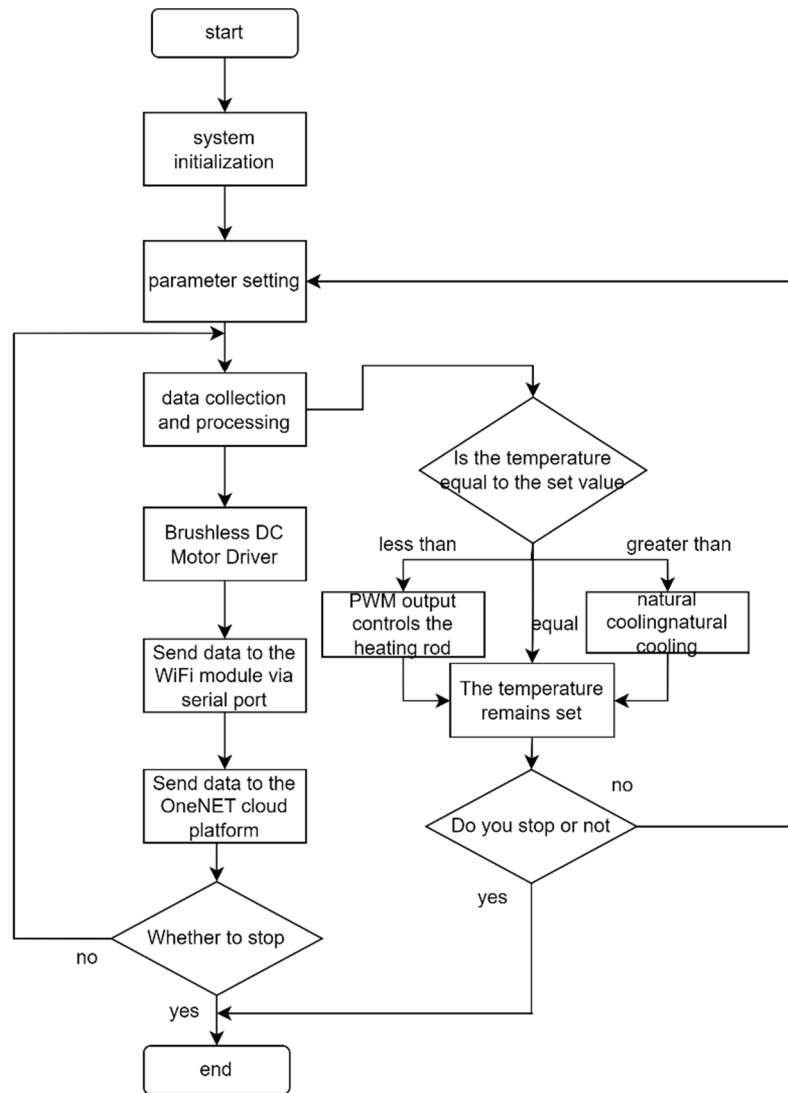 start
system
initialization
parameter setting
data collection
and processing
Is the temperature
equal to the set value
Brushless DC
Motor Driver
less than
greater than
PWM output
controls the
heating rod
equal
natural
coolingnatural
cooling
Send data to the
WiFi module via
serial port
The temperature
remains set
Send data to the
OneNET cloud
platform
no
Do you stop or not
yes
Whether to stop
no
yes
end